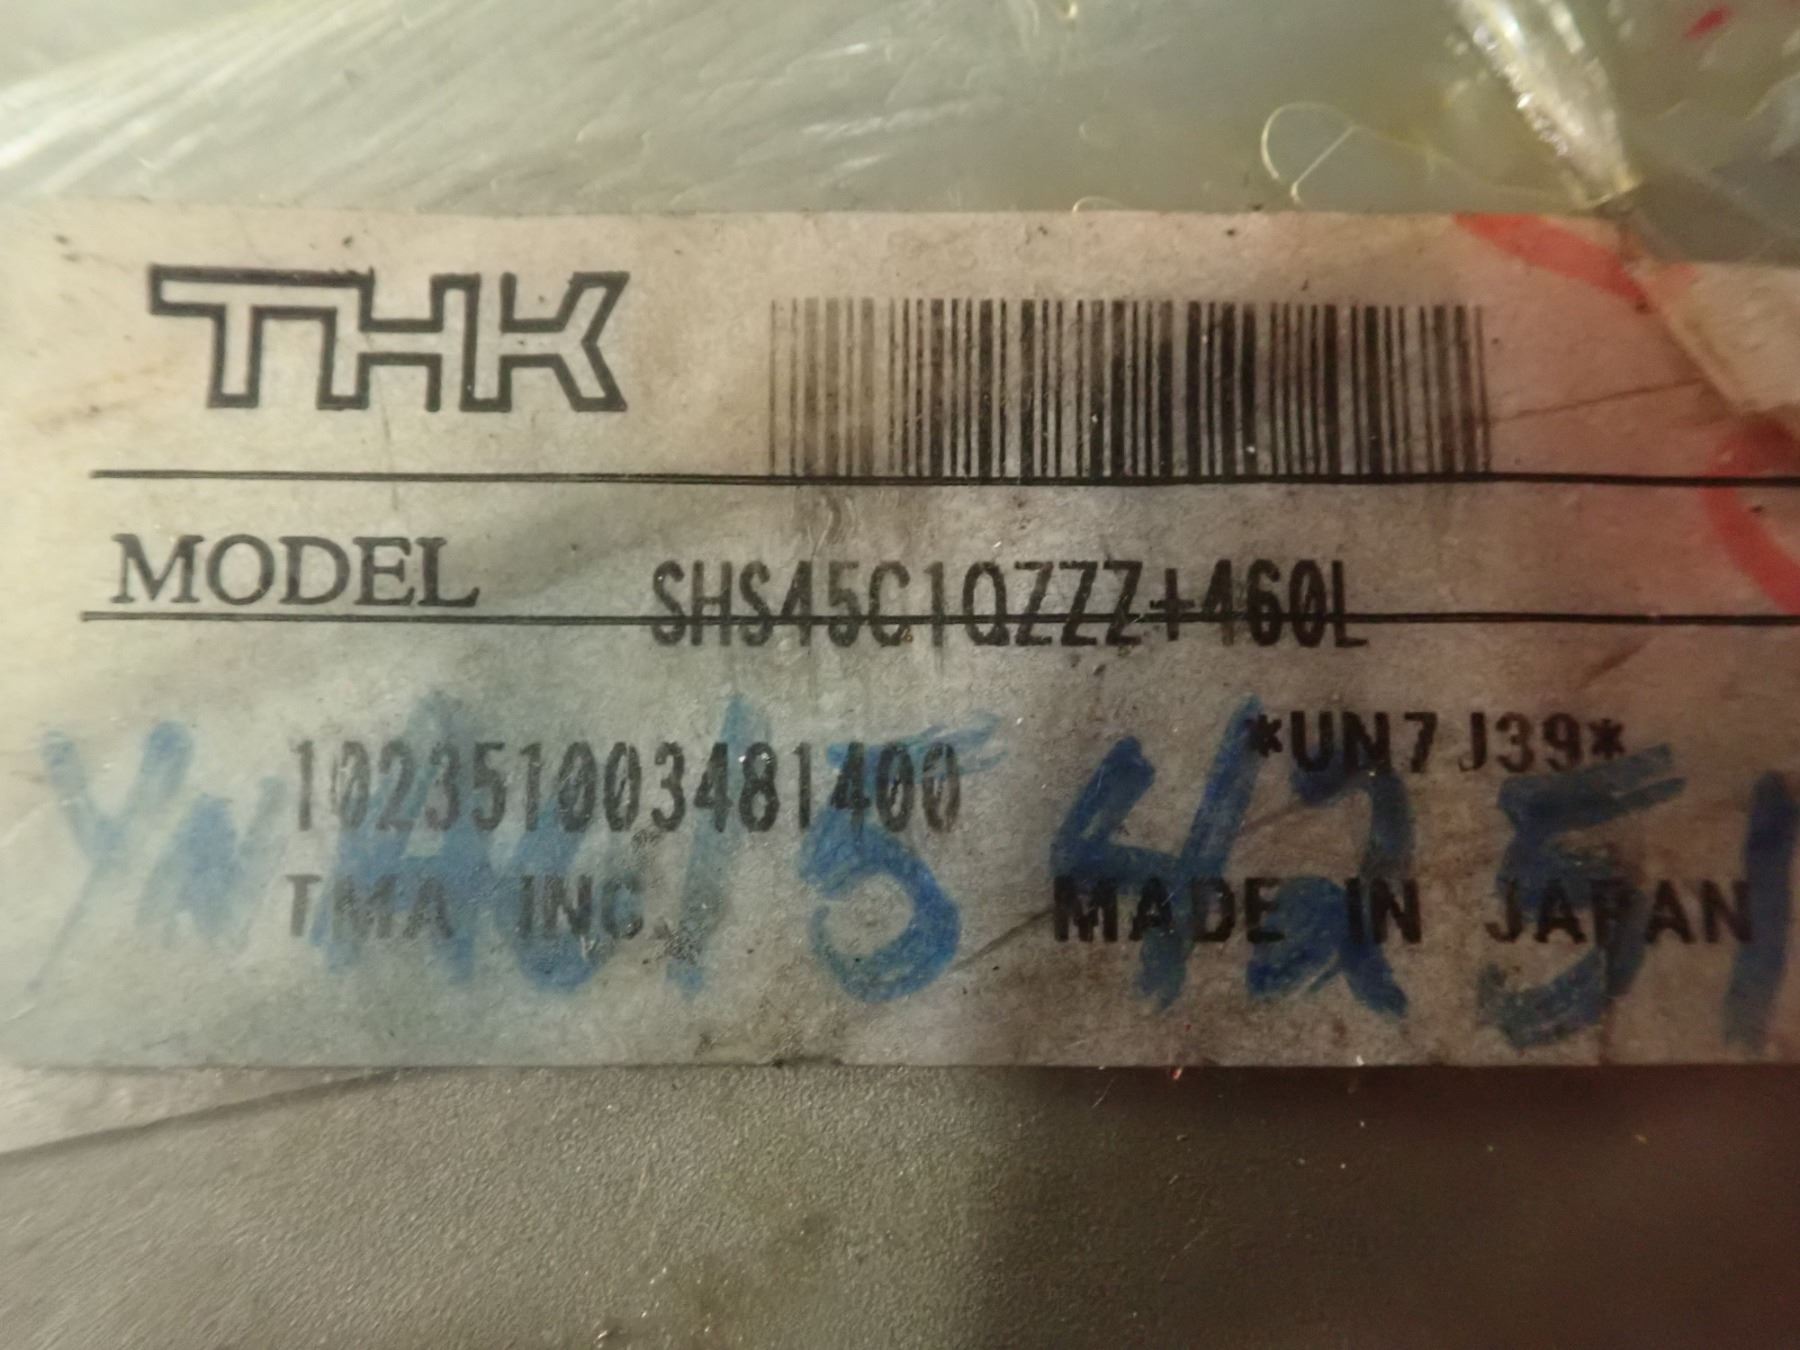 THK
MODEL SHS45C1QZZZ+460L
*UN7J39*
102351003481400
TMA INC. MADE IN JAPAN